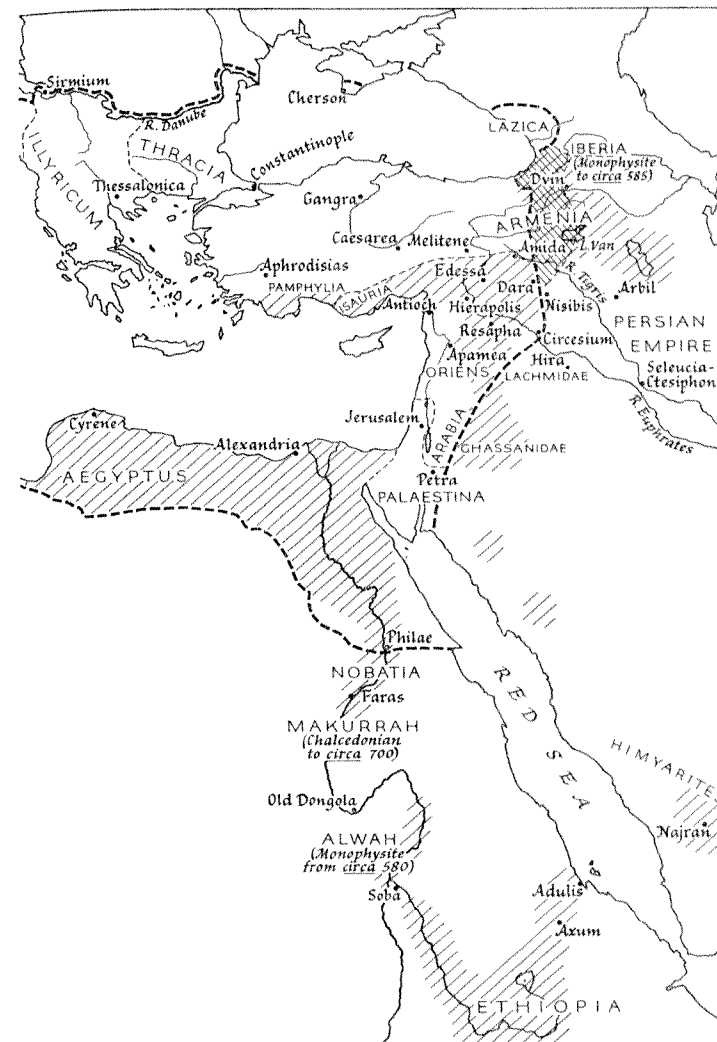 Sirmium
R. Danube
Cherson
LAZICA
ILLYRICUM
THRACIA
Constantinople
IBERIA
(Monophysite
to circa 585)
Dvin
Thessalonica
Gangra
ARMENIA
Caesarea
Melitene
Amida
L. Van
Aphrodisias
Edessa
R. Tigris
PAMPHYLIA
ISAURIA
Dara
Arbil
Antioch
Hierapolis
Nisibis
Resapha
PERSIAN
EMPIRE
Circesium
Apamea
Hira
ORIENS
LACHMIDAE
Seleucia-
Ctesiphon
Jerusalem
R. Euphrates
Cyrene
Alexandria
ARABIA
GHASSANIDAE
AEGYPTUS
Petra
PALAESTINA
Philae
NOBATIA
Faras
RED SEA
MAKURRAH
(Chalcedonian
to circa 700)
HIMYARITE
Old Dongola
Najran
ALWAH
(Monophysite
from circa 580)
Soba
Adulis
Axum
ETHIOPIA